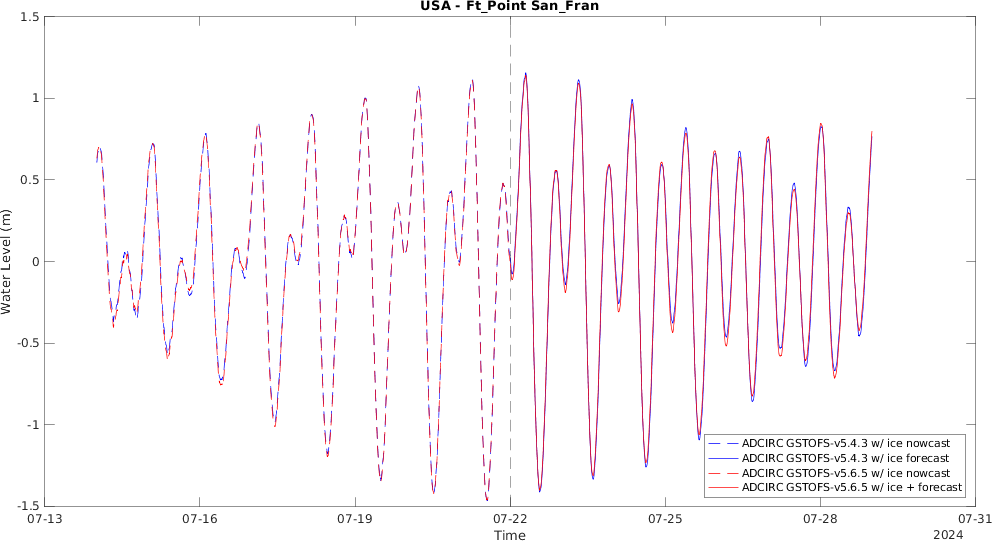 USA - Ft_Point San_Fran
1.5
1
0.5
0
-0.5
-1
-1.5
Water Level (m)
07-13
07-16
07-19
07-22
07-25
07-28
07-31
Time
2024
ADCIRC GSTOFS-v5.4.3 w/ ice nowcast
ADCIRC GSTOFS-v5.4.3 w/ ice forecast
ADCIRC GSTOFS-v5.6.5 w/ ice nowcast
ADCIRC GSTOFS-v5.6.5 w/ ice + forecast